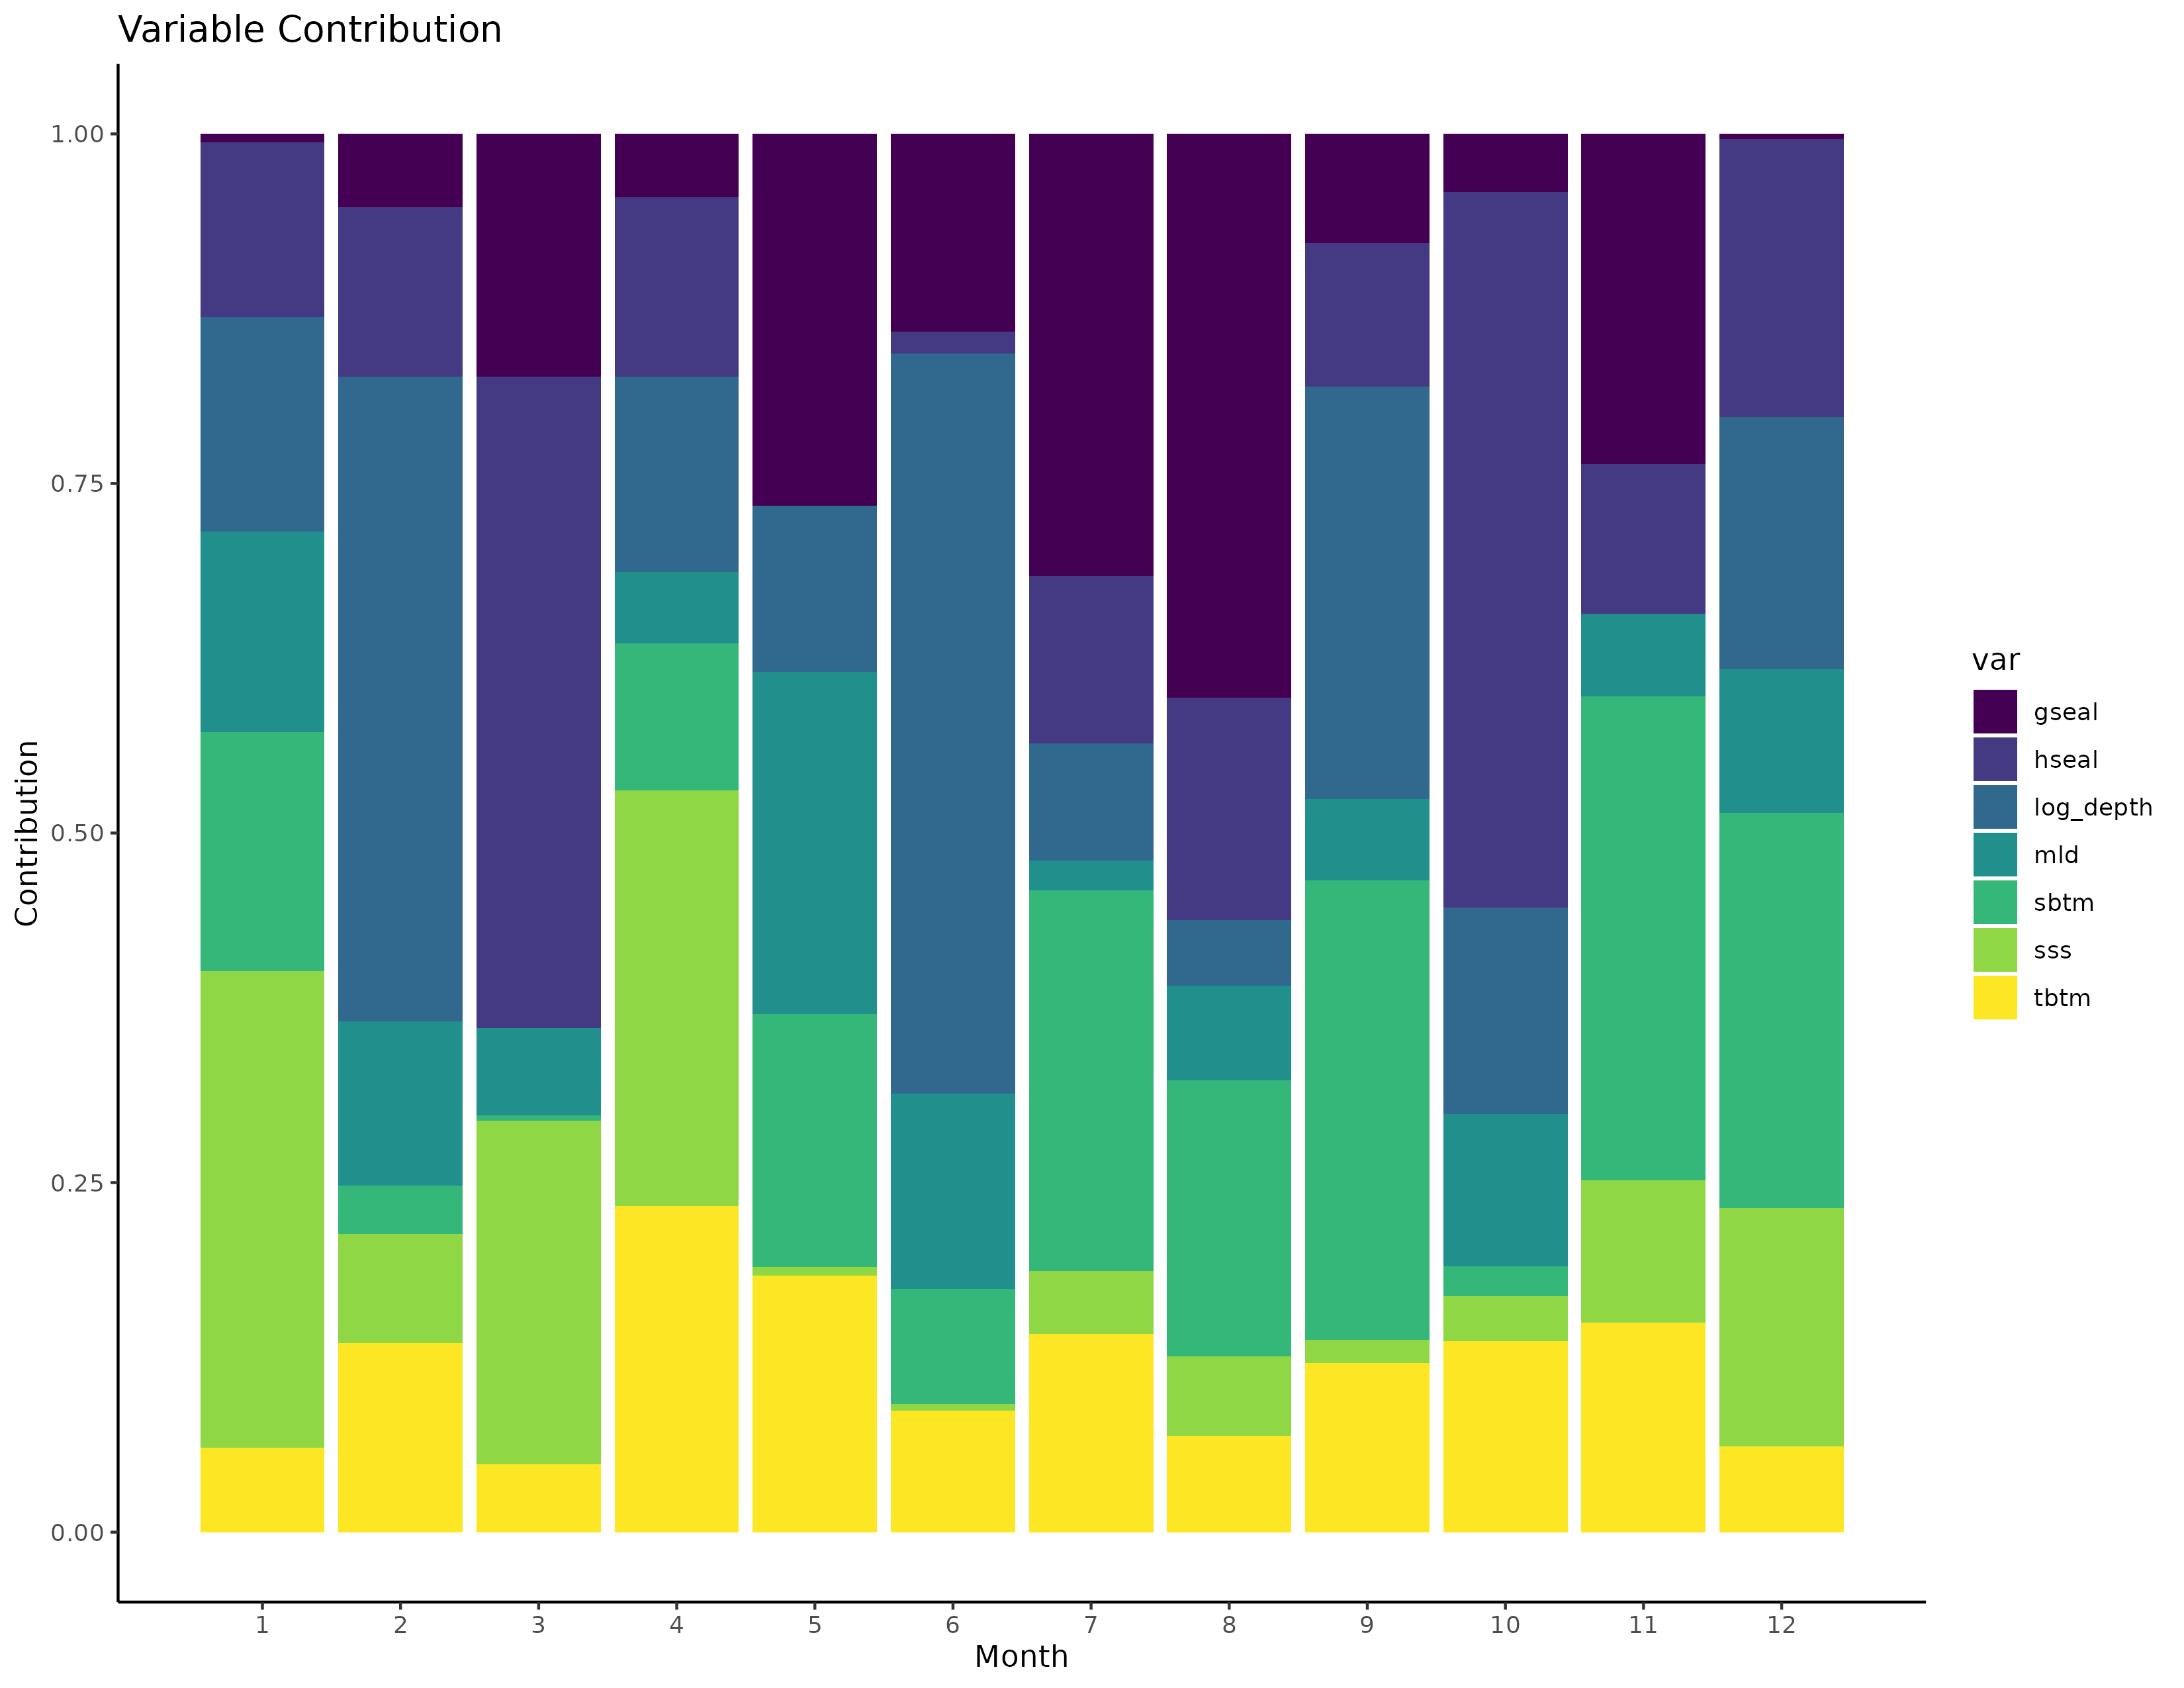 Variable Contribution
1.00
0.75
0.50
0.25
0.00
Contribution
1 2 3 4 5 6 7 8 9 10 11 12
Month
var
gseal
hseal
log_depth
mld
sbtm
sss
tbtm